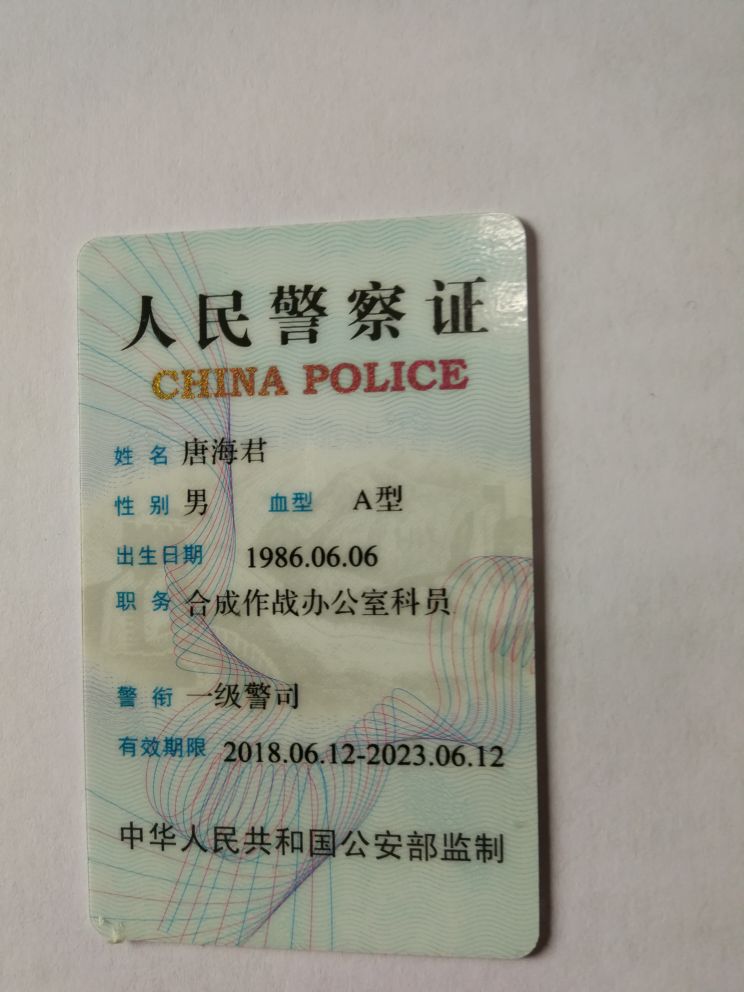 人民警察证
CHINA POLICE
姓名 唐海君
性别 男 血型 A型
出生日期 1986.06.06
职务 合成作战办公室科员
警衔 一级警司
有效期限 2018.06.12-2023.06.12
中华人民共和国公安部监制